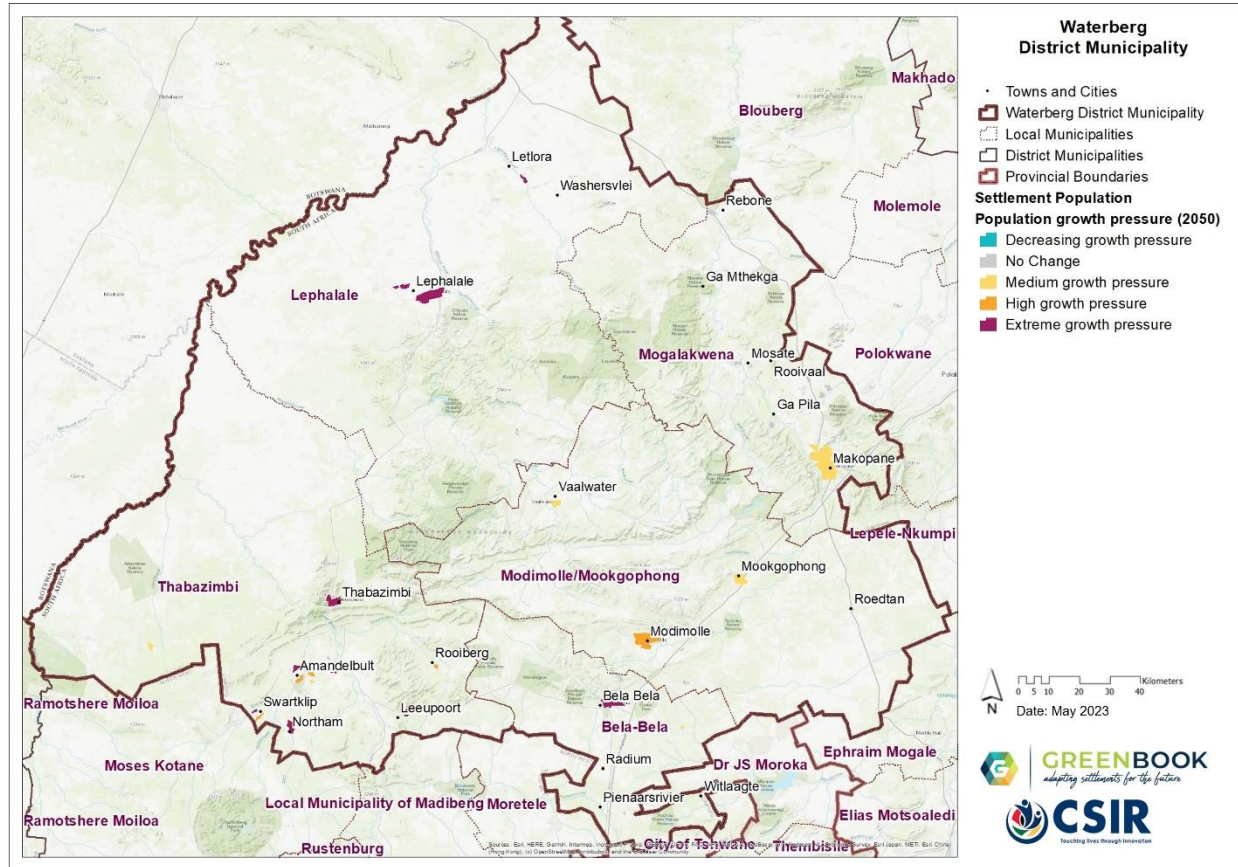 Waterberg
District Municipality
Towns and Cities
Waterberg District Municipality
Local Municipalities
District Municipalities
Provincial Boundaries
Settlement Population
Population growth pressure (2050)
Decreasing growth pressure
No Change
Medium growth pressure
High growth pressure
Extreme growth pressure
Makhado
Blouberg
Letlora
Washersvlei
Rebone
Molemole
BOTSWANA
SOUTH AFRICA
Lephalale
Lephalale
Ga Mthekga
Mogalakwena
Mosate
Rooivaal
Polokwane
Ga Pila
Makopane
Vaalwater
Lepele-Nkumpi
Modimolle/Mookgophong
Mookgophong
Thabazimbi
Thabazimbi
Roedtan
BOTSWANA
SOUTH AFRICA
Modimolle
Rooiberg
Amandelbult
Ramotshere Moiloa
Swartklip
Leeupoort
Bela Bela
Northam
Bela-Bela
Ephraim Mogale
Moses Kotane
Radium
Dr JS Moroka
Witlaagte
Local Municipality of Madibeng
Moretele
Pienaarsrivier
Ramotshere Moiloa
Elias Motsoaledi
Rustenburg
City of Tshwane
Thembisile
0 5 10 20 30 40
Kilometers
N
Date: May 2023
GREENBOOK
adapting settlements for the future
CSIR
Touching lives through innovation